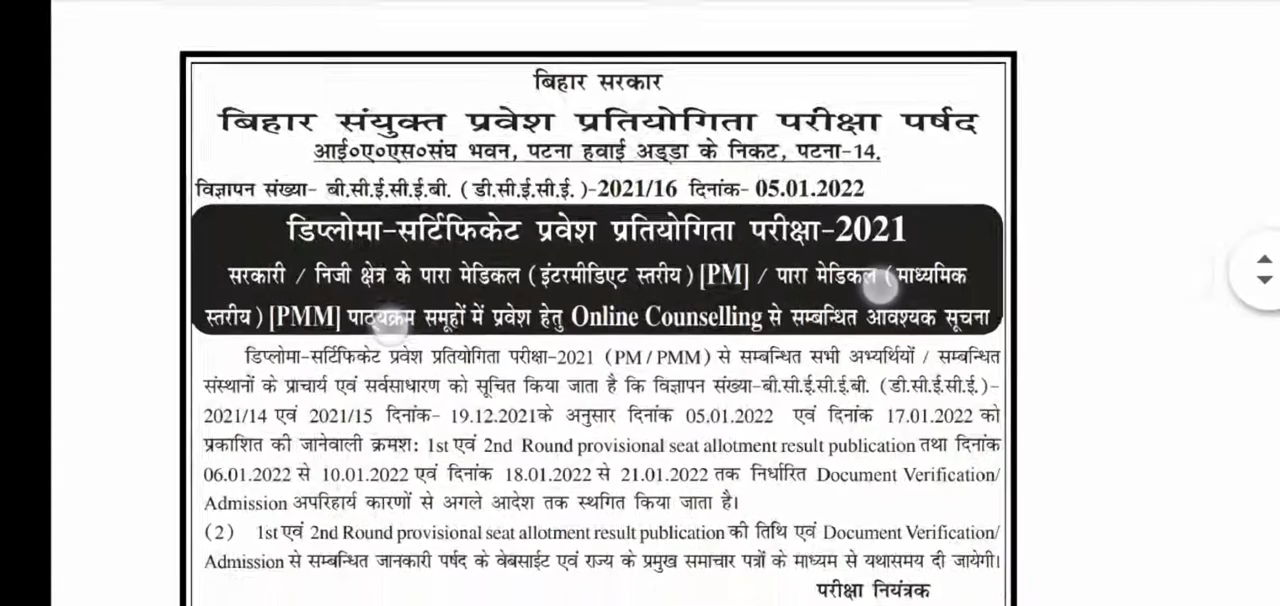 बिहार सरकार
बिहार संयुक्त प्रवेश प्रतियोगिता परीक्षा पर्षद
आई०ए०एस०संघ भवन, पटना हवाई अड्डा के निकट, पटना-14.
विज्ञापन संख्या- बी.सी.ई.सी.ई.बी. ( डी.सी.ई.सी.ई. )-2021/16 दिनांक- 05.01.2022
डिप्लोमा-सर्टिफिकेट प्रवेश प्रतियोगिता परीक्षा-2021
सरकारी / निजी क्षेत्र के पारा मेडिकल ( इंटरमीडिएट स्तरीय ) [PM] / पारा मेडिकल ( माध्यमिक
स्तरीय ) [PMM] पाठ्यक्रम समूहों में प्रवेश हेतु Online Counselling से सम्बन्धित आवश्यक सूचना
डिप्लोमा-सर्टिफिकेट प्रवेश प्रतियोगिता परीक्षा-2021 (PM/PMM) से सम्बन्धित सभी अभ्यर्थियों / सम्बन्धित
संस्थानों के प्राचार्य एवं सर्वसाधारण को सूचित किया जाता है कि विज्ञापन संख्या-बी.सी.ई.सी.ई.बी. (डी.सी.ई.सी.ई.)-
2021/14 एवं 2021/15 दिनांक- 19.12.2021के अनुसार दिनांक 05.01.2022 एवं दिनांक 17.01.2022 को
प्रकाशित की जानेवाली क्रमश: 1st एवं 2nd Round provisional seat allotment result publication तथा दिनांक
06.01.2022 से 10.01.2022 एवं दिनांक 18.01.2022 से 21.01.2022 तक निर्धारित Document Verification/
Admission अपरिहार्य कारणों से अगले आदेश तक स्थगित किया जाता है।
(2) 1st एवं 2nd Round provisional seat allotment result publication की तिथि एवं Document Verification/
Admission से सम्बन्धित जानकारी पर्षद के वेबसाईट एवं राज्य के प्रमुख समाचार पत्रों के माध्यम से यथासमय दी जायेगी।
परीक्षा नियंत्रक